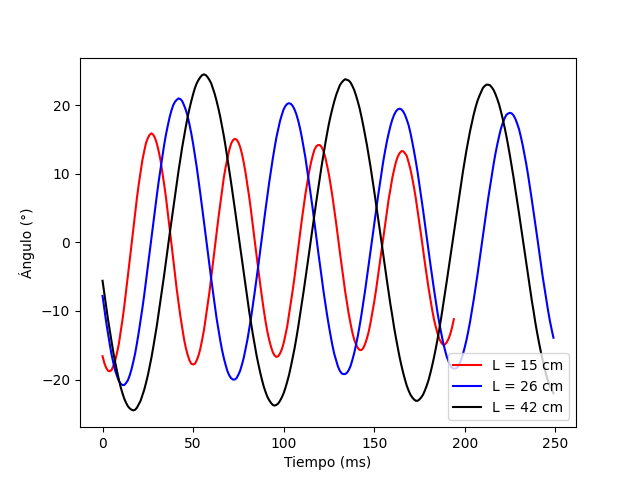 20
10
0
−10
−20
Ángulo (°)
0
50
100
150
200
250
Tiempo (ms)
L = 15 cm
L = 26 cm
L = 42 cm